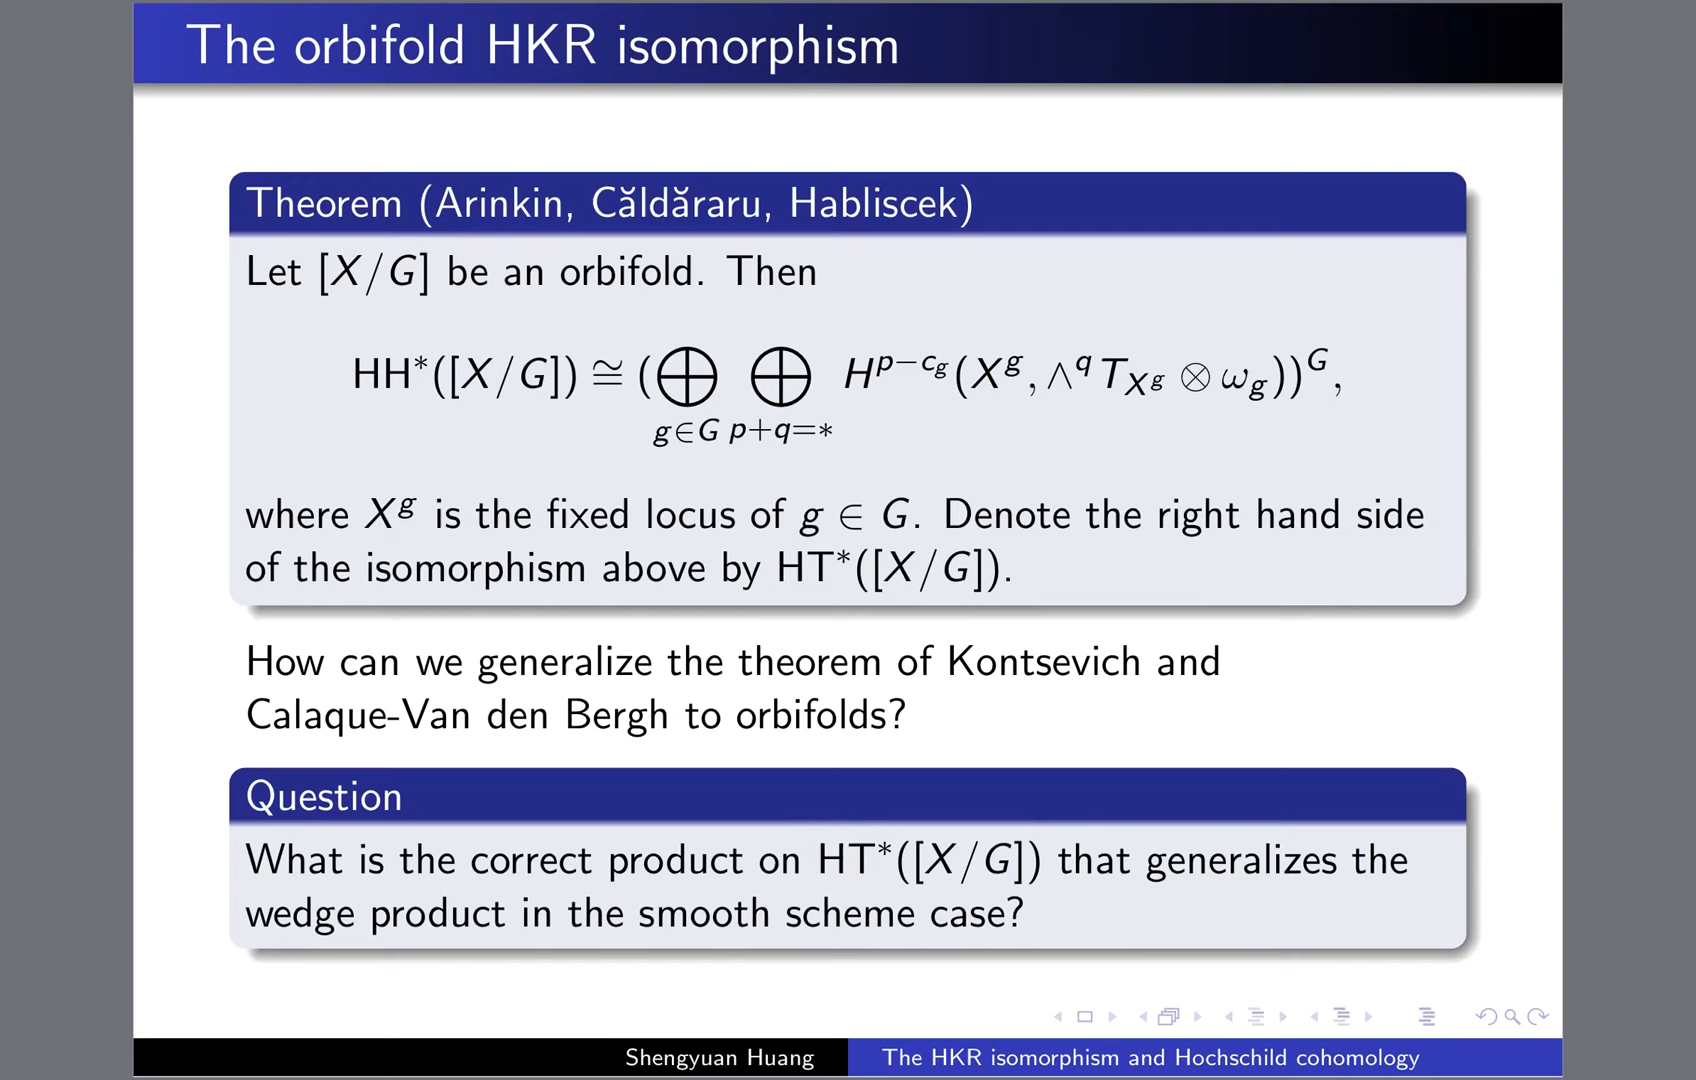 The orbifold HKR isomorphism
Theorem (Arinkin, Căldăraru, Habliscek)
Let [X/G] be an orbifold. Then
HH*([X/G]) ≅ (⊕_{g∈G} ⊕_{p+q=*} H^{p−c_g}(X^g, ∧^q T_{X^g} ⊗ ω_g))^G,
where X^g is the fixed locus of g ∈ G. Denote the right hand side
of the isomorphism above by HT*([X/G]).
How can we generalize the theorem of Kontsevich and
Calaque-Van den Bergh to orbifolds?
Question
What is the correct product on HT*([X/G]) that generalizes the
wedge product in the smooth scheme case?
Shengyuan Huang The HKR isomorphism and Hochschild cohomology